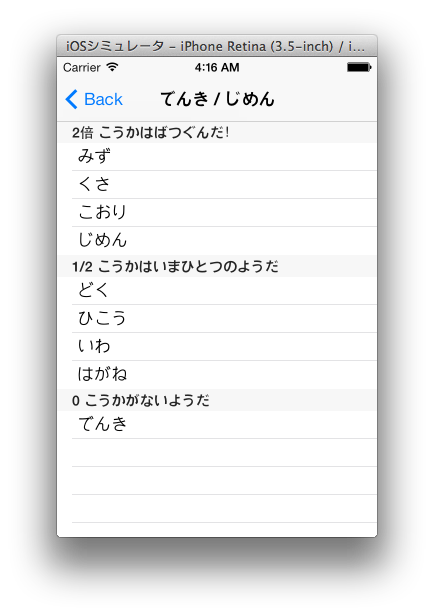 iOSシミュレータ - iPhone Retina (3.5-inch) / i...
Carrier 4:16 AM
Back でんき / じめん
2倍 こうかはばつぐんだ!
みず
くさ
こおり
じめん
1/2 こうかはいまひとつのようだ
どく
ひこう
いわ
はがね
0 こうかがないようだ
でんき